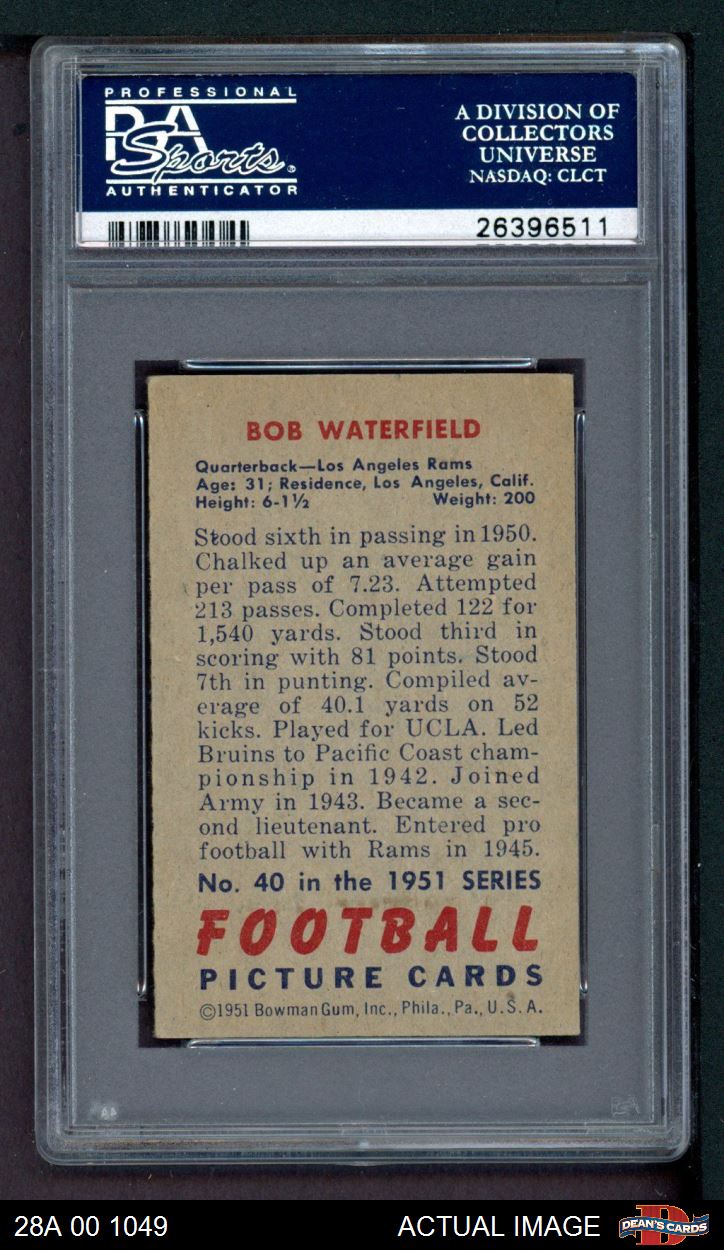 PROFESSIONAL
PSA
Sports
AUTHENTICATOR
A DIVISION OF
COLLECTORS
UNIVERSE
NASDAQ: CLCT
26396511
BOB WATERFIELD
Quarterback—Los Angeles Rams
Age: 31; Residence, Los Angeles, Calif.
Height: 6-1½ Weight: 200
Stood sixth in passing in 1950.
Chalked up an average gain
per pass of 7.23. Attempted
213 passes. Completed 122 for
1,540 yards. Stood third in
scoring with 81 points. Stood
7th in punting. Compiled av-
erage of 40.1 yards on 52
kicks. Played for UCLA. Led
Bruins to Pacific Coast cham-
pionship in 1942. Joined
Army in 1943. Became a sec-
ond lieutenant. Entered pro
football with Rams in 1945.
No. 40 in the 1951 SERIES
FOOTBALL
PICTURE CARDS
©1951 Bowman Gum, Inc., Phila., Pa., U.S.A.
28A 00 1049
ACTUAL IMAGE
DEAN'S CARDS